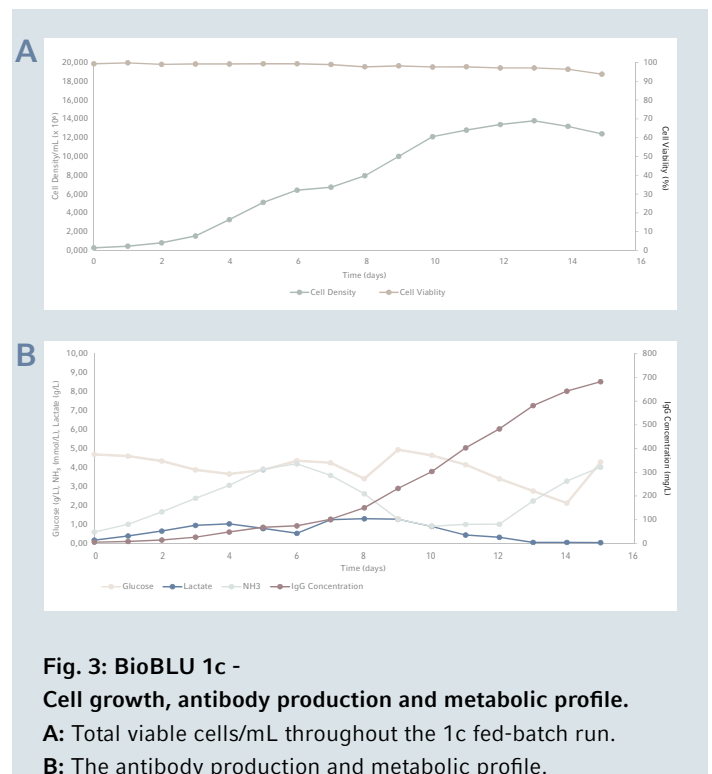 A
20,000
18,000
16,000
14,000
12,000
10,000
8,000
6,000
4,000
2,000
0,000
Cell Density/mL (x 10⁶)
100
90
80
70
60
50
40
30
20
10
0
Cell Viability (%)
0 2 4 6 8 10 12 14 16
Time (days)
Cell Density Cell Viablity
B
10,00
9,00
8,00
7,00
6,00
5,00
4,00
3,00
2,00
1,00
0,00
Glucose (g/L), NH₃ (mmol/L), Lactate (g/L)
800
700
600
500
400
300
200
100
0
IgG Concentration (mg/L)
0 2 4 6 8 10 12 14 16
Time (days)
Glucose Lactate NH3 IgG Concentration
Fig. 3: BioBLU 1c -
Cell growth, antibody production and metabolic profile.
A: Total viable cells/mL throughout the 1c fed-batch run.
B: The antibody production and metabolic profile.